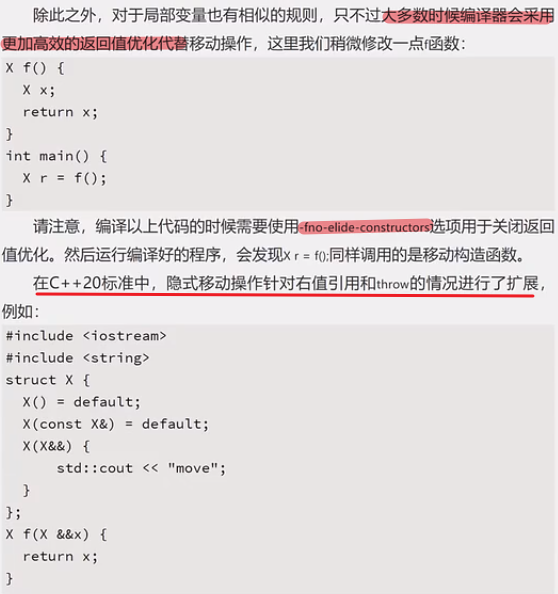 除此之外，对于局部变量也有相似的规则，只不过大多数时候编译器会采用
更加高效的返回值优化代替移动操作，这里我们稍微修改一点f函数：
X f() {
  X x;
  return x;
}
int main() {
  X r = f();
}
请注意，编译以上代码的时候需要使用-fno-elide-constructors选项用于关闭返回
值优化。然后运行编译好的程序，会发现X r = f();同样调用的是移动构造函数。
在C++20标准中，隐式移动操作针对右值引用和throw的情况进行了扩展，
例如：
#include <iostream>
#include <string>
struct X {
  X() = default;
  X(const X&) = default;
  X(X&&) {
      std::cout << "move";
  }
};
X f(X &&x) {
  return x;
}